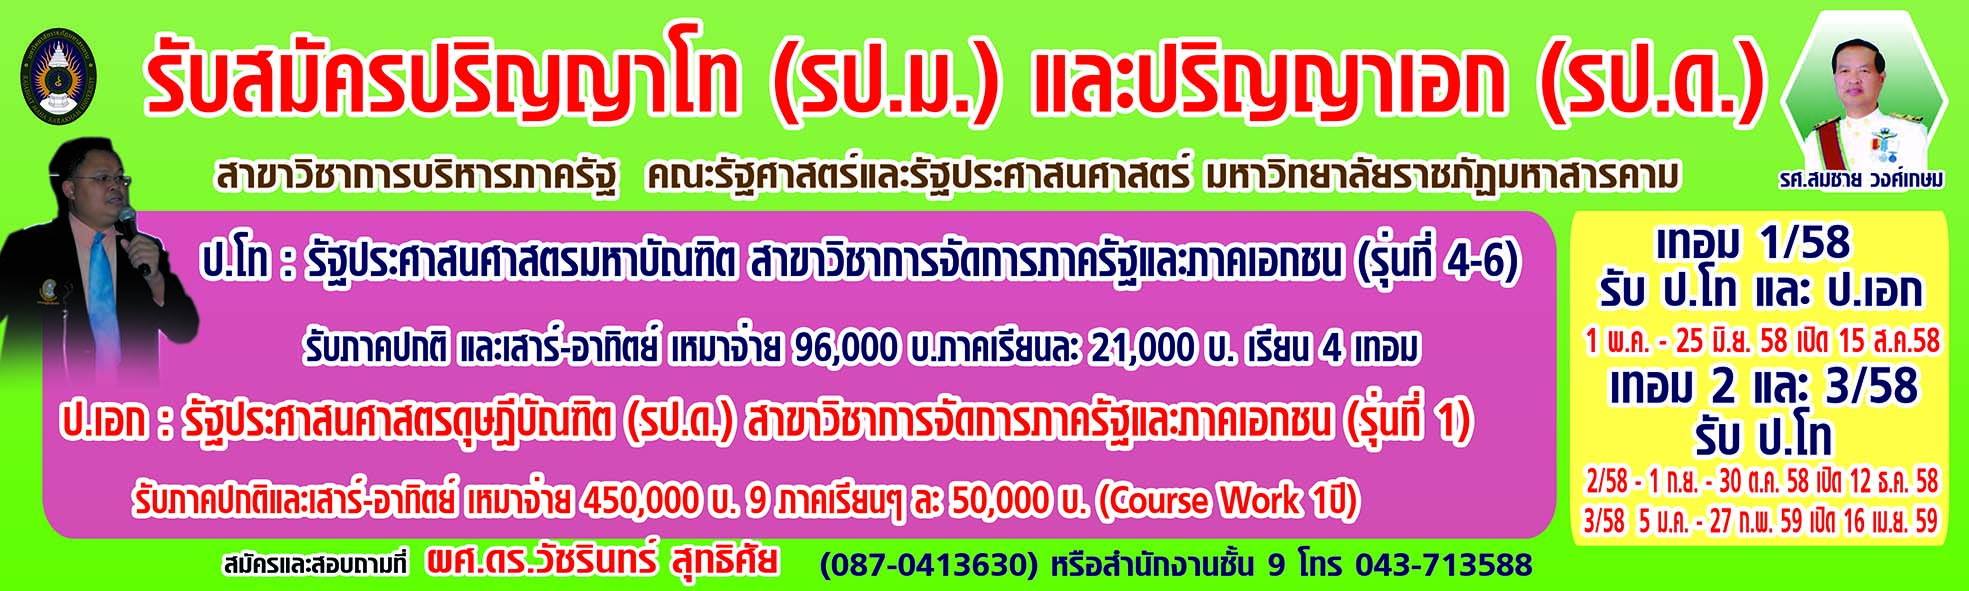 รับสมัครปริญญาโท (รป.ม.) และปริญญาเอก (รป.ด.)
สาขาวิชาการบริหารภาครัฐ คณะรัฐศาสตร์และรัฐประศาสนศาสตร์ มหาวิทยาลัยราชภัฏมหาสารคาม
รศ.สมชาย วงศ์เกษม
ป.โท : รัฐประศาสนศาสตรมหาบัณฑิต สาขาวิชาการจัดการภาครัฐและภาคเอกชน (รุ่นที่ 4-6)
รับภาคปกติ และเสาร์-อาทิตย์ เหมาจ่าย 96,000 บ.ภาคเรียนละ 21,000 บ. เรียน 4 เทอม
ป.เอก : รัฐประศาสนศาสตรดุษฎีบัณฑิต (รป.ด.) สาขาวิชาการจัดการภาครัฐและภาคเอกชน (รุ่นที่ 1)
รับภาคปกติและเสาร์-อาทิตย์ เหมาจ่าย 450,000 บ. 9 ภาคเรียนๆ ละ 50,000 บ. (Course Work 1ปี)
เทอม 1/58
รับ ป.โท และ ป.เอก
1 พ.ค. - 25 มิ.ย. 58 เปิด 15 ส.ค.58
เทอม 2 และ 3/58
รับ ป.โท
2/58 - 1 ก.ย. - 30 ต.ค. 58 เปิด 12 ธ.ค. 58
3/58 5 ม.ค. - 27 ก.พ. 59 เปิด 16 เม.ย. 59
สมัครและสอบถามที่ ผศ.ดร.วัชรินทร์ สุทธิศัย (087-0413630) หรือสำนักงานชั้น 9 โทร 043-713588